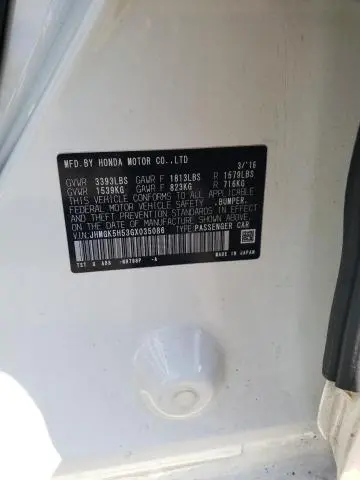 MFD.BY HONDA MOTOR CO.,LTD 3/'16
GVWR 3393LBS GAWR F 1813LBS R 1579LBS
GVWR 1539KG GAWR F 823KG R 716KG
THIS VEHICLE CONFORMS TO ALL APPLICABLE
FEDERAL MOTOR VEHICLE SAFETY, BUMPER,
AND THEFT PREVENTION STANDARDS IN EFFECT
ON THE DATE OF MANUFACTURE SHOWN ABOVE.
V.I.N:JHMGK5H53GX035086 TYPE:PASSENGER CAR
-A MADE IN JAPAN